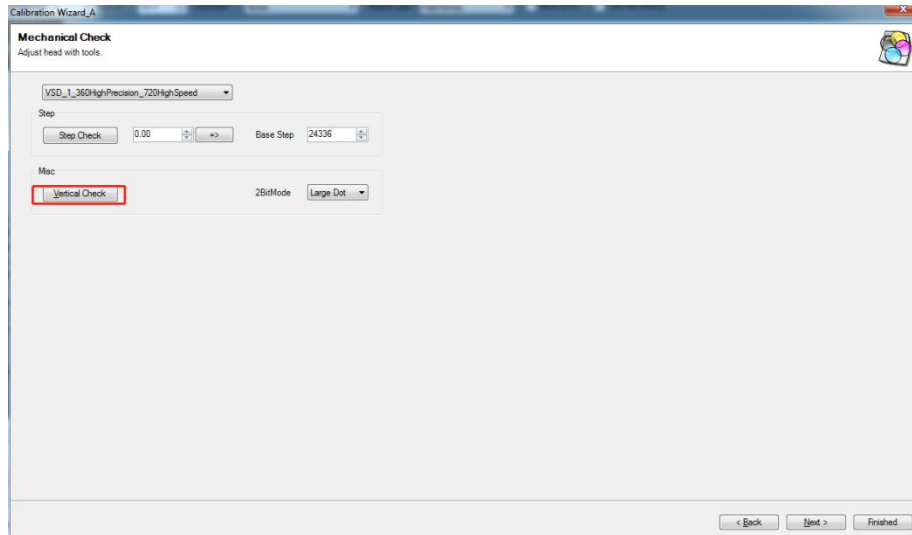 Calibration Wizard_A
Mechanical Check
Adjust head with tools.
VSD_1_360HighPrecision_720HighSpeed
Step
Step Check 0.00 => Base Step 24336
Misc
Vertical Check 2BitMode Large Dot
< Back Next > Finished